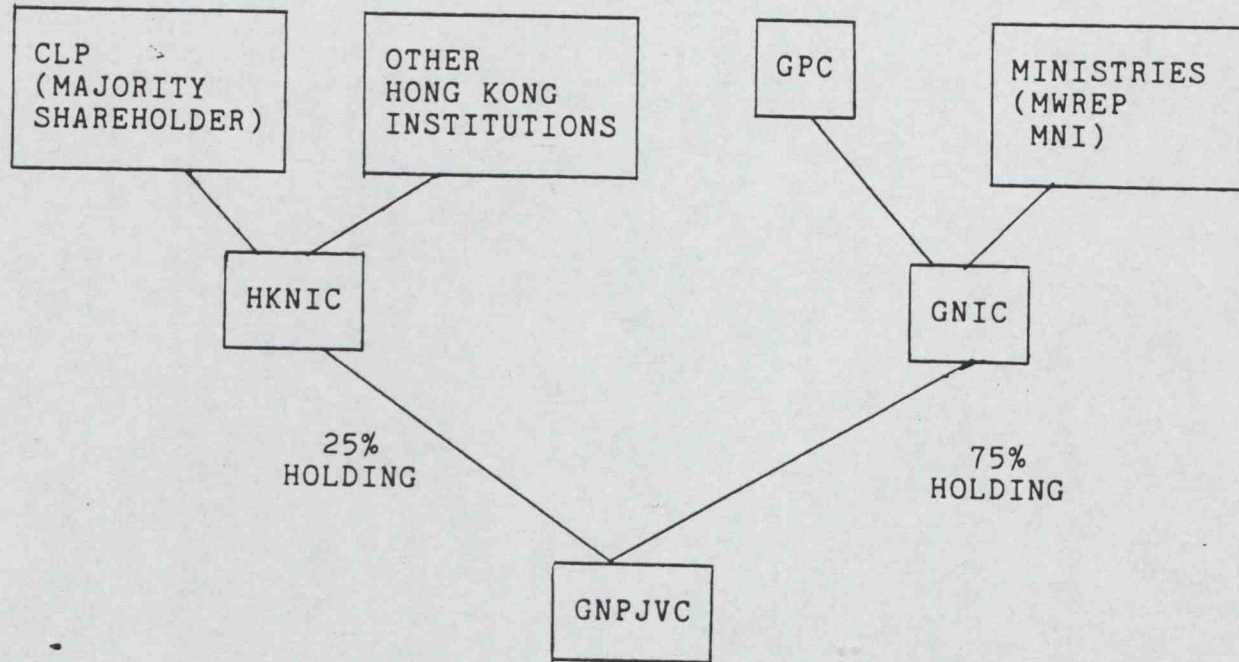 CLP
(MAJORITY
SHAREHOLDER)
OTHER
HONG KONG
INSTITUTIONS
GPC
MINISTRIES
(MWREP
MNI)
HKNIC
GNIC
25%
HOLDING
75%
HOLDING
GNPJVC